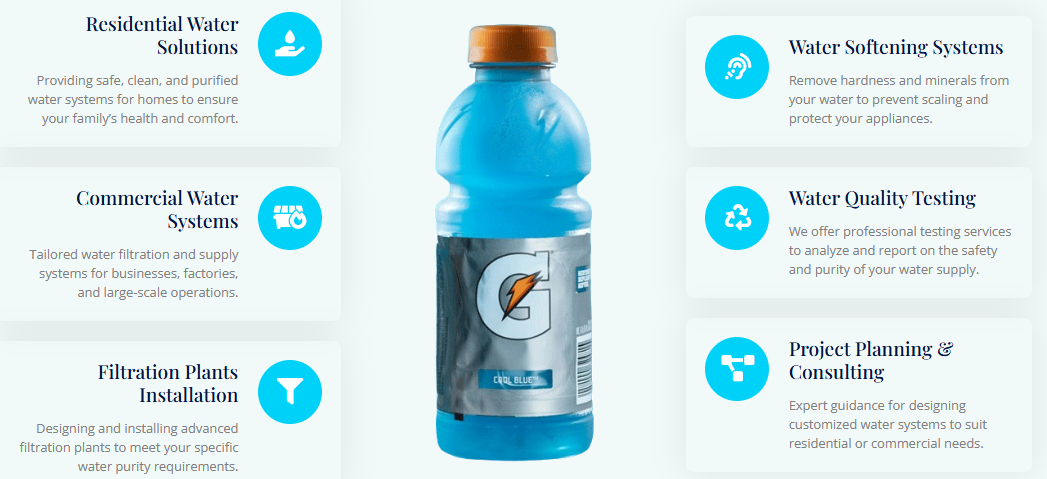 Residential Water
Solutions
Providing safe, clean, and purified
water systems for homes to ensure
your family's health and comfort.
Commercial Water
Systems
Tailored water filtration and supply
systems for businesses, factories,
and large-scale operations.
Filtration Plants
Installation
Designing and installing advanced
filtration plants to meet your specific
water purity requirements.
G
COOL BLUE™
Water Softening Systems
Remove hardness and minerals from
your water to prevent scaling and
protect your appliances.
Water Quality Testing
We offer professional testing services
to analyze and report on the safety
and purity of your water supply.
Project Planning &
Consulting
Expert guidance for designing
customized water systems to suit
residential or commercial needs.